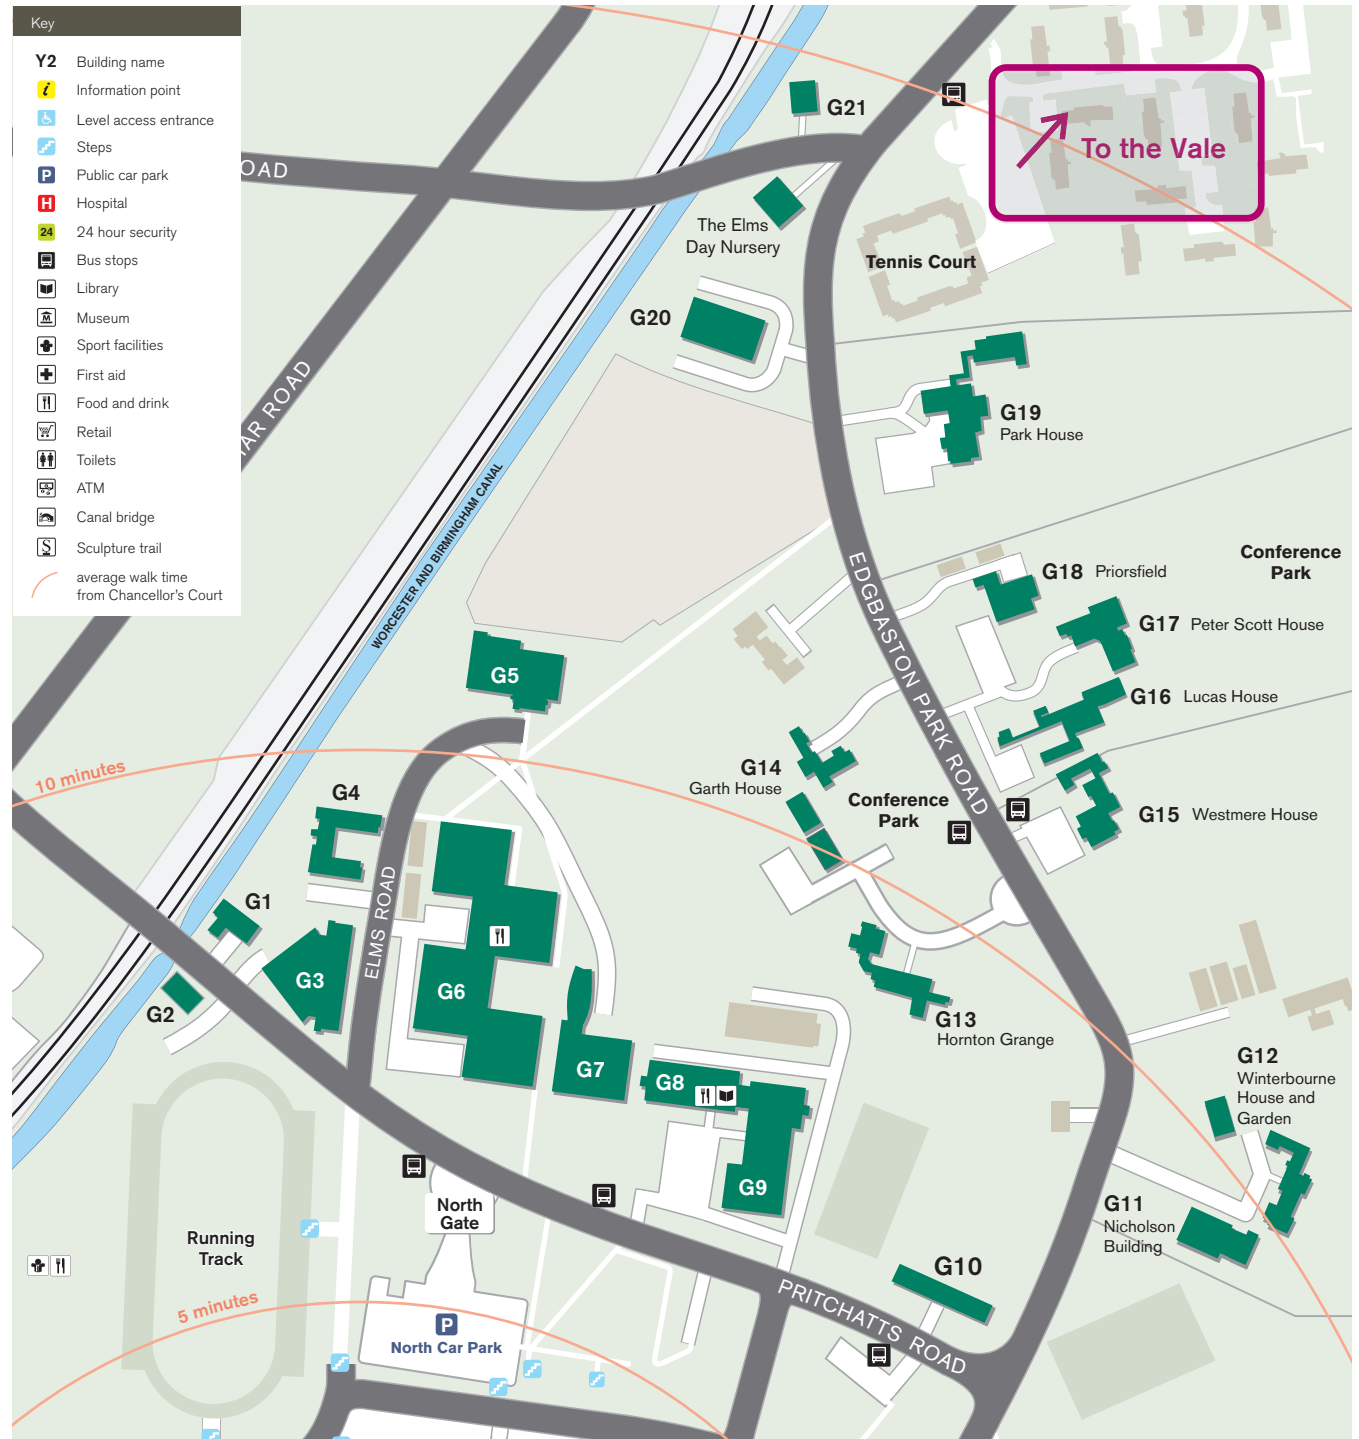 Key
Y2 Building name
i Information point
Level access entrance
Steps
P Public car park
H Hospital
24 24 hour security
Bus stops
Library
M Museum
Sport facilities
First aid
Food and drink
Retail
Toilets
ATM
Canal bridge
S Sculpture trail
average walk time
from Chancellor's Court
OAD
G21
To the Vale
The Elms
Day Nursery
Tennis Court
G20
AR ROAD
G19
Park House
WORCESTER AND BIRMINGHAM CANAL
EDGBASTON PARK ROAD
Conference
Park
G18 Priorsfield
G17 Peter Scott House
G5
G16 Lucas House
10 minutes
G14
Garth House
G4
Conference
Park
G15 Westmere House
ELMS ROAD
G1
G3
G6
G2
G13
Hornton Grange
G7
G8
G12
Winterbourne
House and
Garden
G9
North
Gate
G11
Nicholson
Building
Running
Track
G10
5 minutes
PRITCHATTS ROAD
P
North Car Park